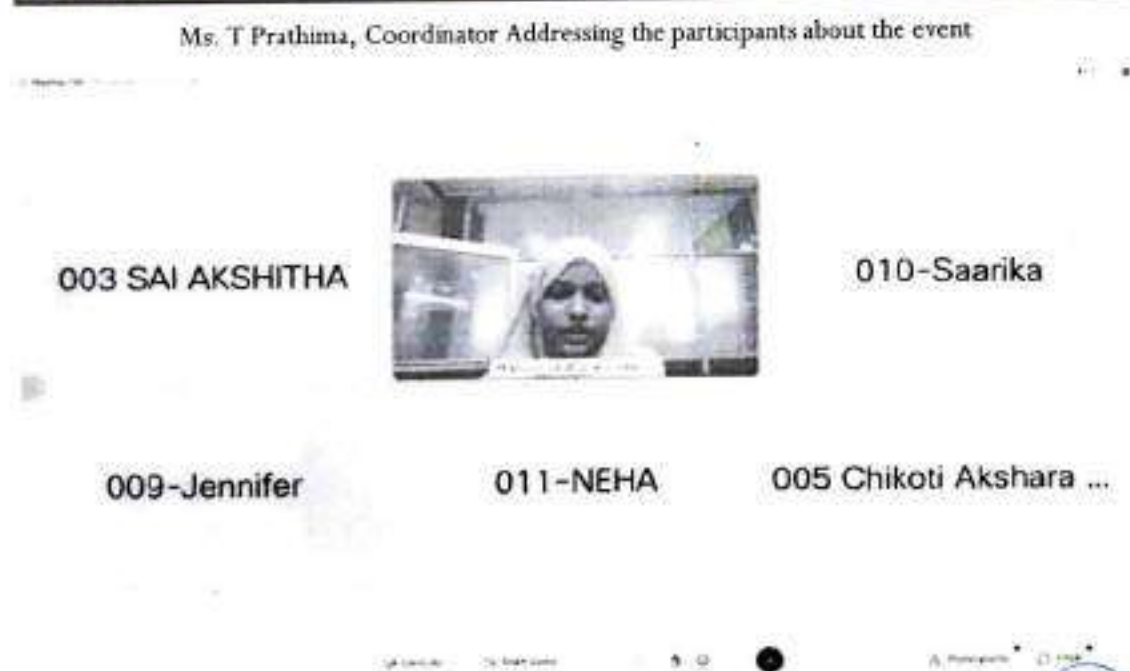 Ms. T Prathima, Coordinator Addressing the participants about the event
003 SAI AKSHITHA
010-Saarika
009-Jennifer
011-NEHA
005 Chikoti Akshara ...
Participants